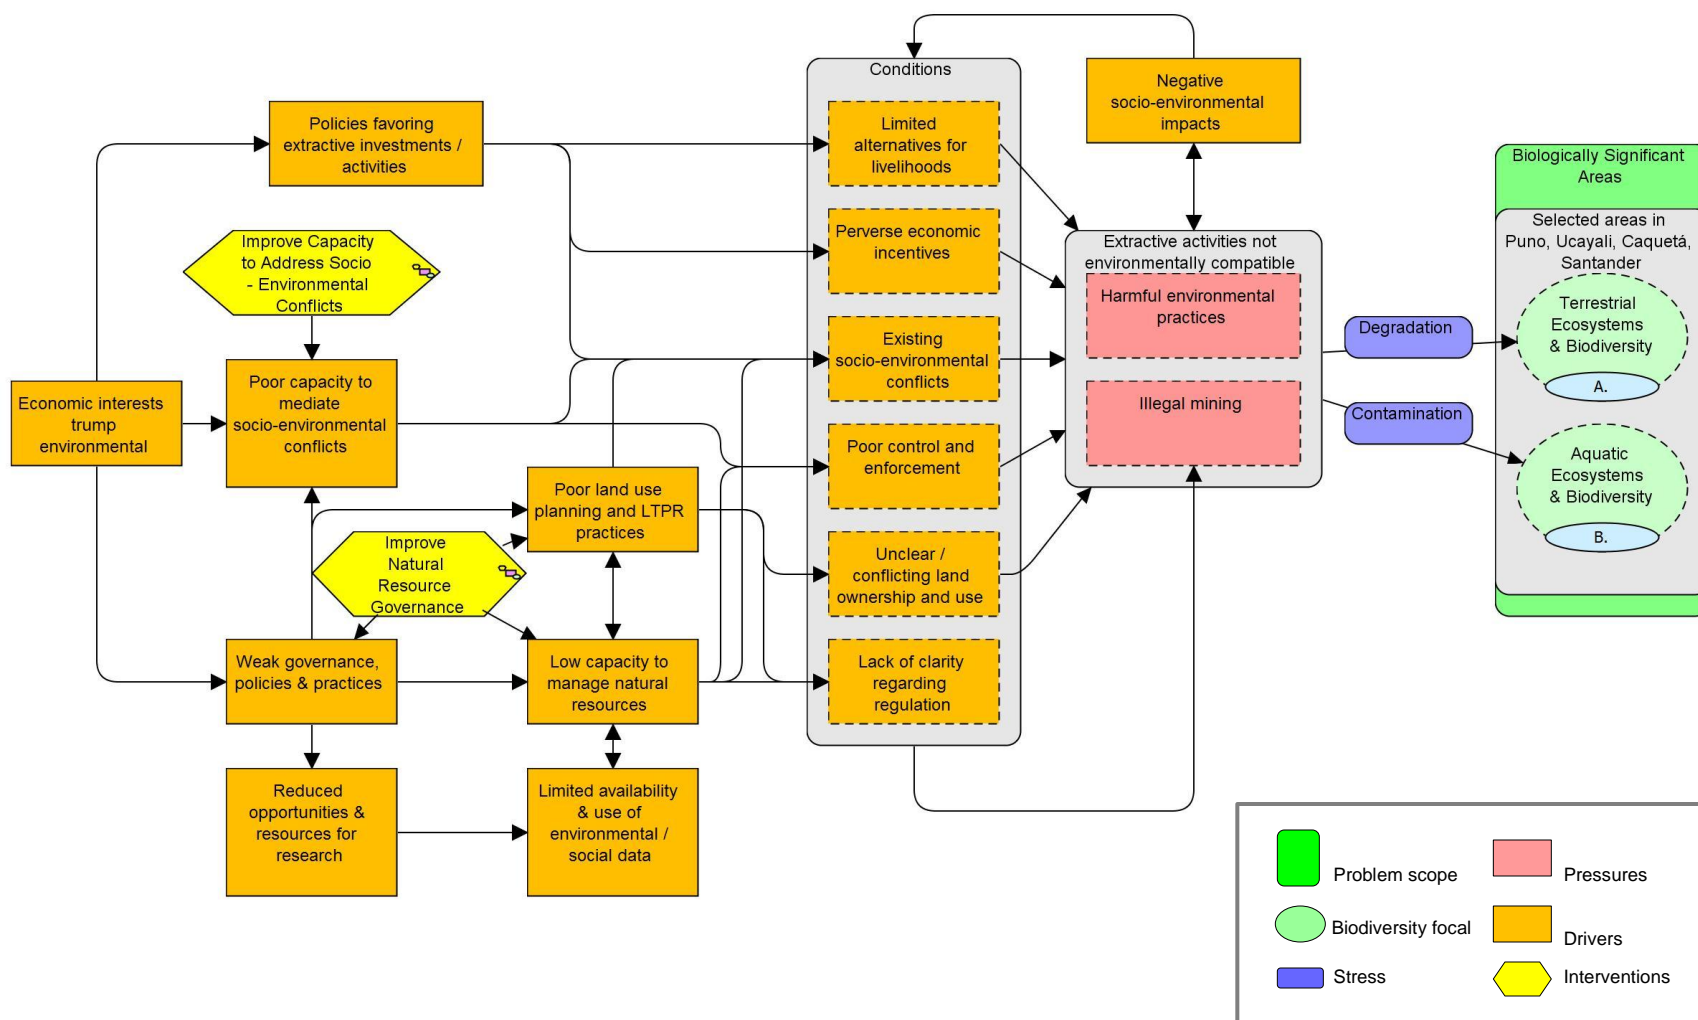 Conditions
Negative
socio-environmental
impacts
Policies favoring
extractive investments /
activities
Limited
alternatives for
livelihoods
Biologically Significant
Areas
Improve Capacity
to Address Socio
- Environmental
Conflicts
Perverse economic
incentives
Extractive activities not
environmentally compatible
Harmful environmental
practices
Illegal mining
Selected areas in
Puno, Ucayali, Caquetá,
Santander
Terrestrial
Ecosystems
& Biodiversity
A.
Degradation
Contamination
Aquatic
Ecosystems
& Biodiversity
B.
Economic interests
trump
environmental
Poor capacity to
mediate
socio-environmental
conflicts
Existing
socio-environmental
conflicts
Poor control and
enforcement
Poor land use
planning and LTPR
practices
Improve
Natural
Resource
Governance
Unclear /
conflicting land
ownership and use
Weak governance,
policies & practices
Low capacity to
manage natural
resources
Lack of clarity
regarding
regulation
Reduced
opportunities &
resources for
research
Limited availability
& use of
environmental /
social data
Problem scope
Pressures
Biodiversity focal
Drivers
Stress
Interventions